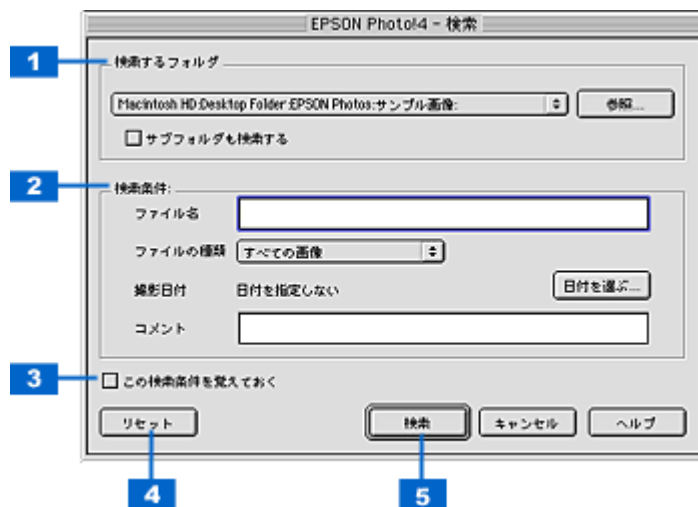 EPSON Photo!4 - 検索
1
検索するフォルダ
Macintosh HD:Desktop Folder:EPSON Photos:サンプル画像:
参照...
サブフォルダも検索する
2
検索条件:
ファイル名
ファイルの種類
すべての画像
撮影日付
日付を指定しない
日付を選ぶ...
コメント
3
この検索条件を覚えておく
リセット
検索
キャンセル
ヘルプ
4
5